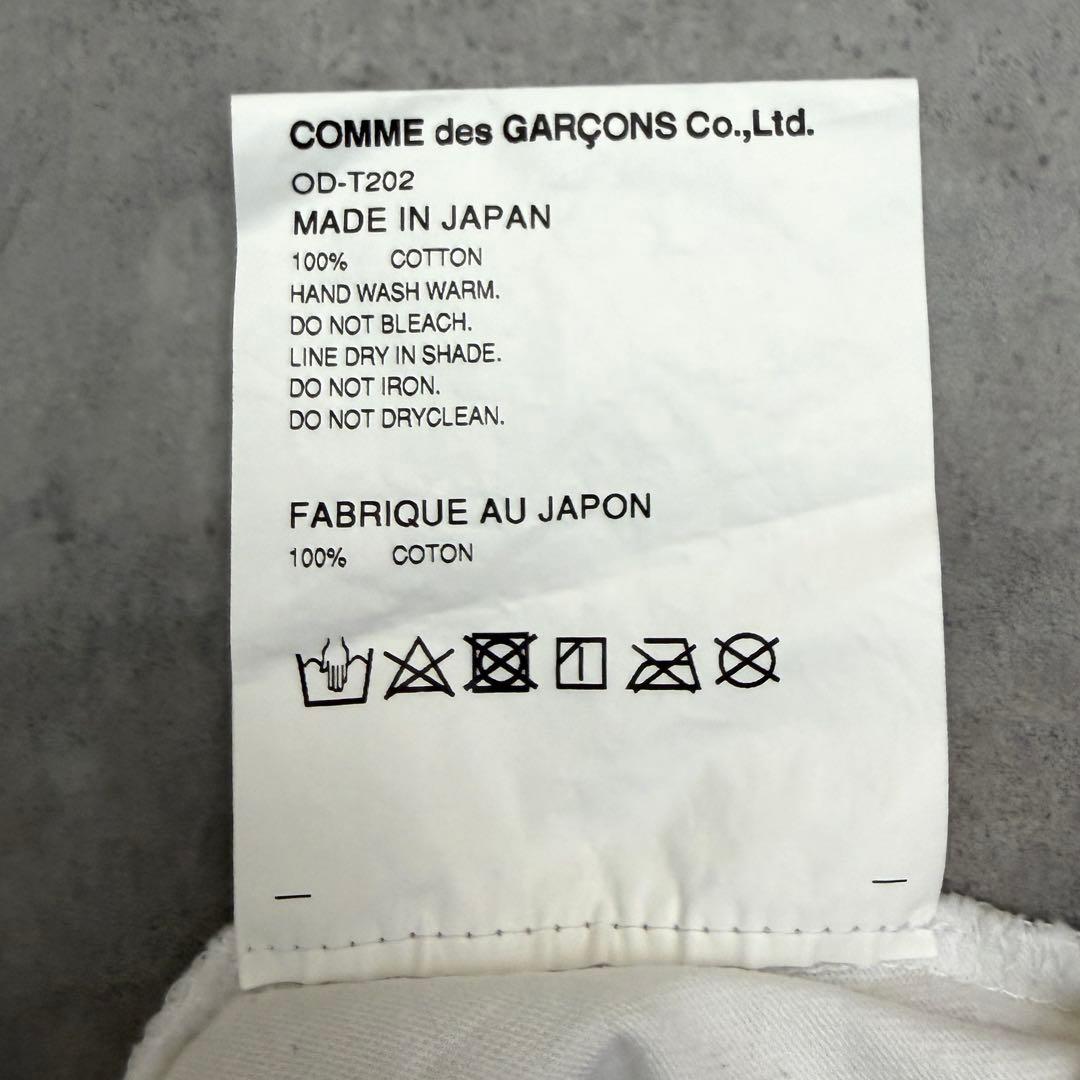 COMME des GARÇONS Co.,Ltd.
OD-T202
MADE IN JAPAN
100% COTTON
HAND WASH WARM.
DO NOT BLEACH.
LINE DRY IN SHADE.
DO NOT IRON.
DO NOT DRYCLEAN.
FABRIQUE AU JAPON
100% COTON